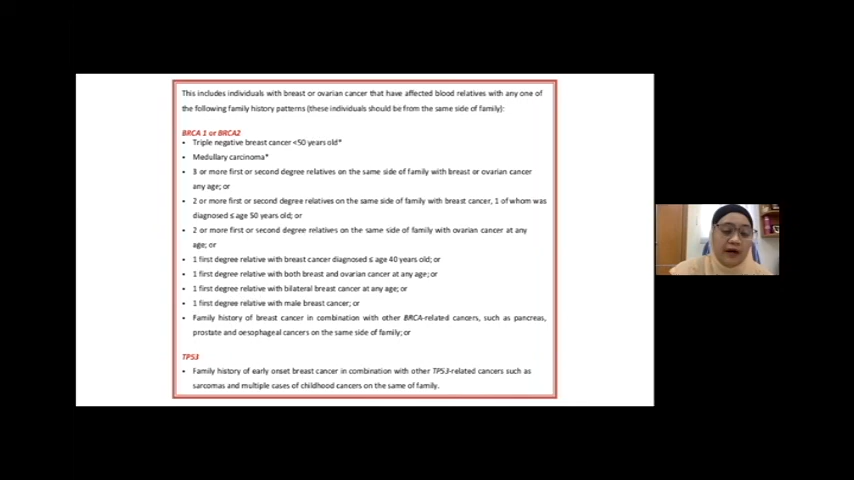 This includes individuals with breast or ovarian cancer that have affected blood relatives with any one of
the following family history patterns (these individuals should be from the same side of family):
BRCA 1 or BRCA2
• Triple negative breast cancer <50 years old*
• Medullary carcinoma*
• 3 or more first or second degree relatives on the same side of family with breast or ovarian cancer
any age; or
• 2 or more first or second degree relatives on the same side of family with breast cancer, 1 of whom was
diagnosed ≤ age 50 years old; or
• 2 or more first or second degree relatives on the same side of family with ovarian cancer at any
age; or
• 1 first degree relative with breast cancer diagnosed ≤ age 40 years old; or
• 1 first degree relative with both breast and ovarian cancer at any age; or
• 1 first degree relative with bilateral breast cancer at any age; or
• 1 first degree relative with male breast cancer; or
• Family history of breast cancer in combination with other BRCA-related cancers, such as pancreas,
prostate and oesophageal cancers on the same side of family; or
TP53
• Family history of early onset breast cancer in combination with other TP53-related cancers such as
sarcomas and multiple cases of childhood cancers on the same of family.